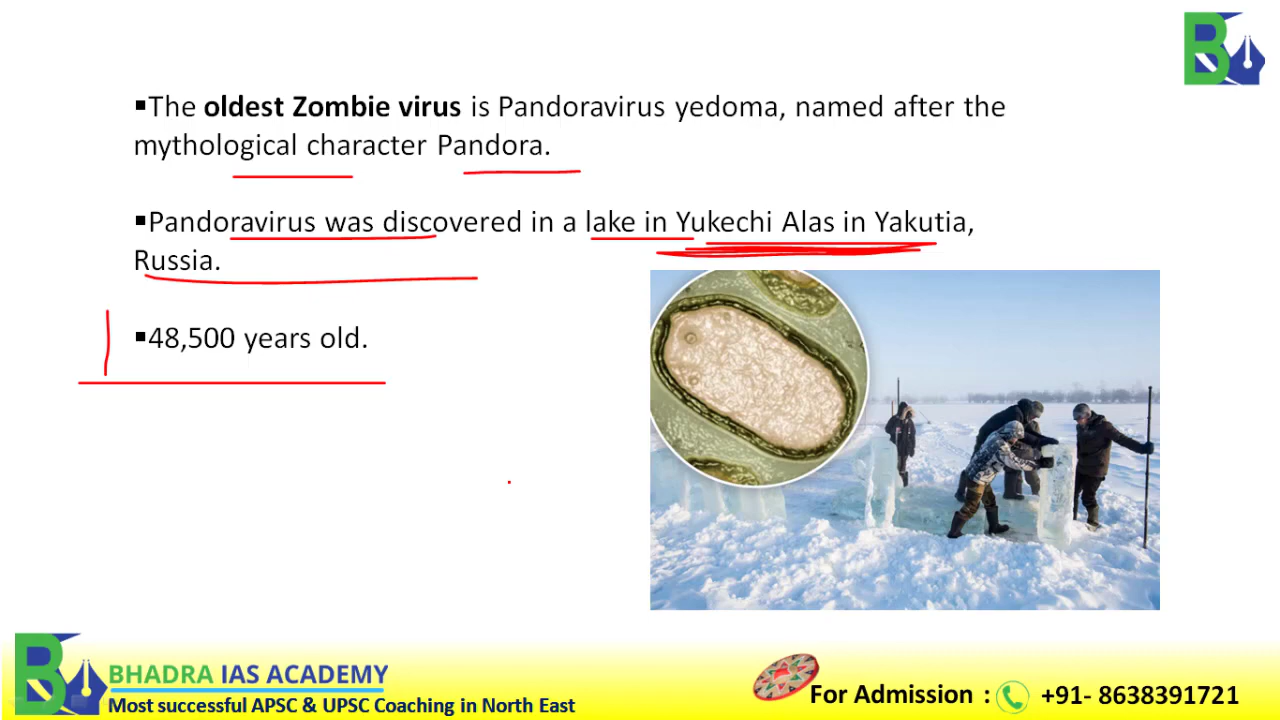 ▪The oldest Zombie virus is Pandoravirus yedoma, named after the
mythological character Pandora.
▪Pandoravirus was discovered in a lake in Yukechi Alas in Yakutia,
Russia.
▪48,500 years old.
B
B
BHADRA IAS ACADEMY
Most successful APSC & UPSC Coaching in North East
For Admission : +91- 8638391721